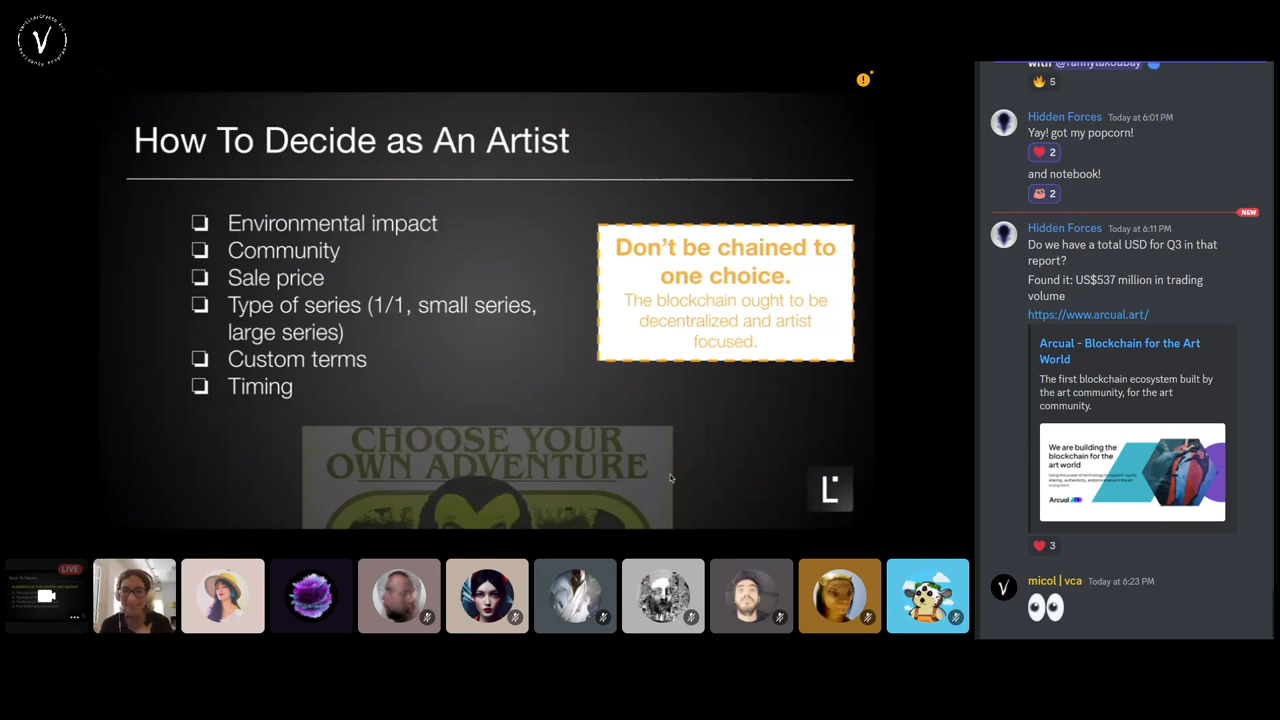 V
How To Decide as An Artist
Environmental impact
Community
Sale price
Type of series (1/1, small series,
large series)
Custom terms
Timing
Don't be chained to
one choice.
The blockchain ought to be
decentralized and artist
focused.
CHOOSE YOUR
OWN ADVENTURE
L
LIVE
with @fannylakoubay
5
Hidden Forces Today at 6:01 PM
Yay! got my popcorn!
2
and notebook!
2
NEW
Hidden Forces Today at 6:11 PM
Do we have a total USD for Q3 in that
report?
Found it: US$537 million in trading
volume
https://www.arcual.art/
Arcual - Blockchain for the Art
World
The first blockchain ecosystem built by
the art community, for the art
community.
We are building the
blockchain for the
art world
Arcual
3
micol | vca Today at 6:23 PM